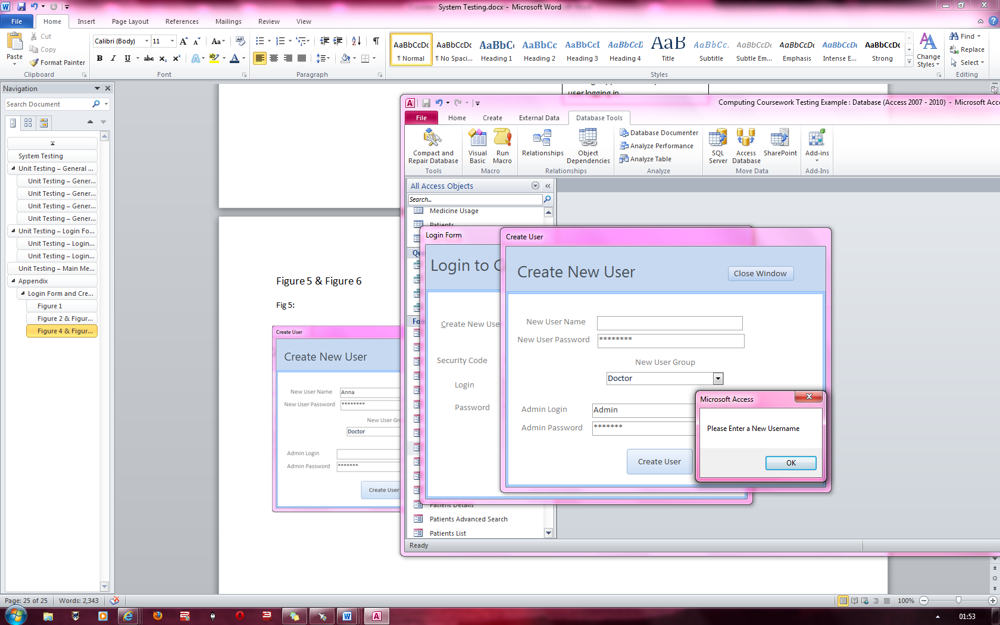 System Testing.docx - Microsoft Word
File Home Insert Page Layout References Mailings Review View
Paste
Cut
Copy
Format Painter
Clipboard
Calibri (Body) 11
Font
Paragraph
AaBbCcDc AaBbCcDc AaBbCc AaBbCc AaBbCcI AaBbCcD AaB AaBbCc. AaBbCcDc AaBbCcDc AaBbCcDc AaBbCcDc
¶ Normal ¶ No Spaci... Heading 1 Heading 2 Heading 3 Heading 4 Title Subtitle Subtle Em... Emphasis Intense E... Strong
Styles
Change Styles
Find
Replace
Select
Editing
Navigation
Search Document
System Testing
Unit Testing – General ...
Unit Testing – Gener...
Unit Testing – Gener...
Unit Testing – Gener...
Unit Testing – Gener...
Unit Testing – Login Fo...
Unit Testing – Login...
Unit Testing – Login...
Unit Testing – Main Me...
Appendix
Login Form and Cre...
Figure 1
Figure 2 & Figur...
Figure 4 & Figur...
user logging in
Figure 5 & Figure 6
Fig 5:
Create User
Create New User
New User Name Anna
New User Password ********
New User Gr
Doctor
Admin Login
Admin Password *******
Create User
Computing Coursework Testing Example : Database (Access 2007 - 2010) - Microsoft Acc
File Home Create External Data Database Tools
Compact and Repair Database
Tools
Visual Basic
Run Macro
Macro
Relationships
Object Dependencies
Relationships
Database Documenter
Analyze Performance
Analyze Table
Analyze
SQL Server
Access Database
SharePoint
Move Data
Add-ins
Add-Ins
All Access Objects
Search...
Medicine Usage
Patients
Qu
Fo
Patient Details
Patients Advanced Search
Patients List
Ready
Login Form
Login to C
Create New Use
Security Code
Login
Password
Create User
Create New User
Close Window
New User Name
New User Password ********
New User Group
Doctor
Admin Login Admin
Admin Password *******
Create User
Microsoft Access
Please Enter a New Username
OK
Page: 25 of 25 Words: 2,343
100%
01:53